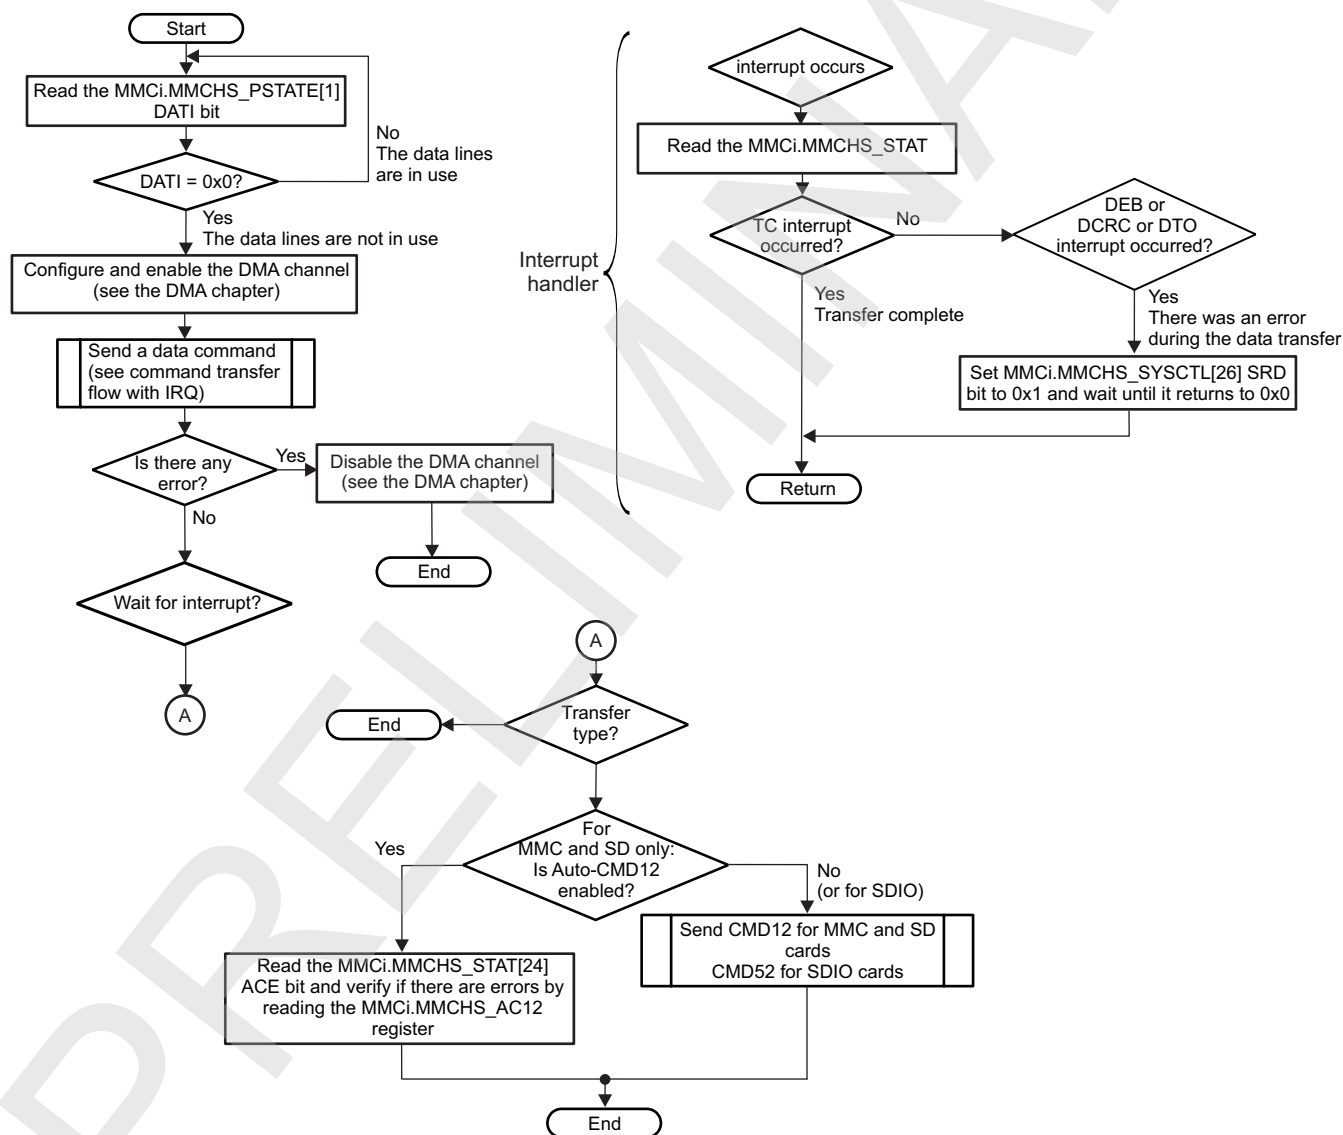 Start
Read the MMCi.MMCHS_PSTATE[1]
DATI bit
No
The data lines
are in use
DATI = 0x0?
Yes
The data lines are not in use
Configure and enable the DMA channel
(see the DMA chapter)
Send a data command
(see command transfer
flow with IRQ)
Is there any
error?
Yes
Disable the DMA channel
(see the DMA chapter)
End
No
Wait for interrupt?
A
Interrupt
handler
interrupt occurs
Read the MMCi.MMCHS_STAT
TC interrupt
occurred?
No
DEB or
DCRC or DTO
interrupt occurred?
Yes
Transfer complete
Yes
There was an error
during the data transfer
Set MMCi.MMCHS_SYSCTL[26] SRD
bit to 0x1 and wait until it returns to 0x0
Return
A
Transfer
type?
End
For
MMC and SD only:
Is Auto-CMD12
enabled?
Yes
No
(or for SDIO)
Read the MMCi.MMCHS_STAT[24]
ACE bit and verify if there are errors by
reading the MMCi.MMCHS_AC12
register
Send CMD12 for MMC and SD
cards
CMD52 for SDIO cards
End
PRELIMINA